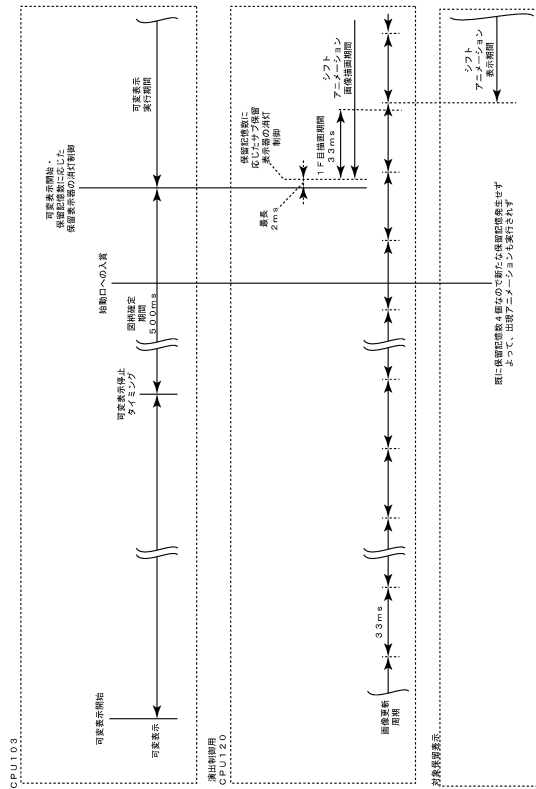 CPU103
可変表示開始
可変表示
可変表示停止
タイミング
図柄確定
期間
500ms
始動口への入賞
可変表示開始・
保留記憶数に応じた
保留表示器の消灯制御
可変表示
実行期間
演出制御用
CPU120
画像更新
周期
33ms
最長
2ms
保留記憶数に
応じたサブ保留
表示器の消灯
制御
1F目描画期間
33ms
シフト
アニメーション
画像描画期間
対象保留表示
既に保留記憶数4個なので新たな保留記憶発生せず
よって、出現アニメーションも実行されず
シフト
アニメーション
表示期間